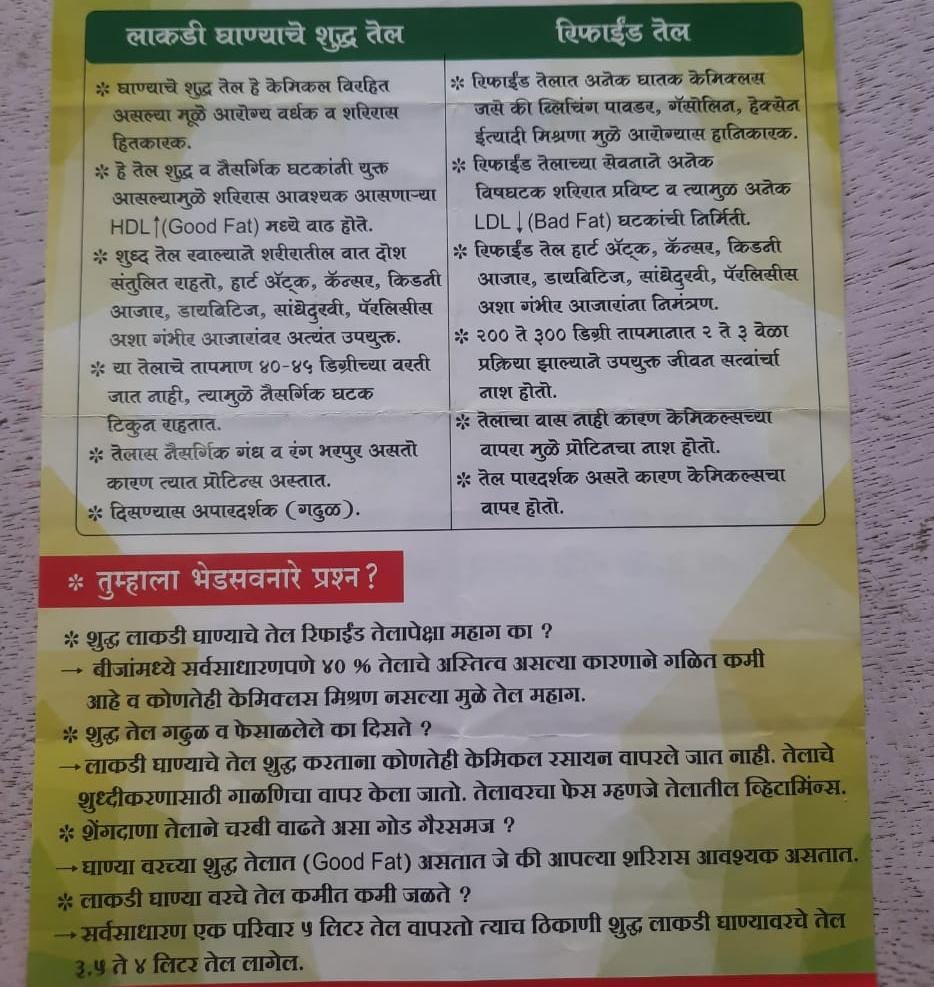 लाकडी घाण्याचे शुद्ध तेल
✻ घाण्याचे शुद्ध तेल हे केमिकल विरहित
असल्या मूळे आरोग्य वर्धक व शरिरास
हितकारक.
✻ हे तेल शुद्ध व नैसर्गिक घटकांनी युक्त
आसल्यामुळे शरिरास आवश्यक आसणाऱ्या
HDL↑(Good Fat) मध्ये वाढ होते.
✻ शुध्द तेल खाल्याने शरीरातील वात दोश
संतुलित राहतो, हार्ट अ‍ॅट्क, कॅन्सर, किडनी
आजार, डायबिटिज, सांधेदुखी, पॅरलिसीस
अशा गंभीर आजारांवर अत्यंत उपयुक्त.
✻ या तेलाचे तापमाण ४०-४५ डिग्रीच्या वरती
जात नाही, त्यामुळे नैसर्गिक घटक
टिकुन राहतात.
✻ तेलास नैसर्गिक गंध व रंग भरपुर असतो
कारण त्यात प्रोटिन्स अस्तात.
✻ दिसण्यास अपारदर्शक (गढुळ).
रिफाईंड तेल
✻ रिफाईंड तेलात अनेक घातक केमिक्लस
जसे की ब्लिचिंग पावडर, गॅसोलिन, हेक्सेन
ईत्यादी मिश्रणा मुळे आरोग्यास हानिकारक.
✻ रिफाईंड तेलाच्या सेवनाने अनेक
विषघटक शरिरात प्रविष्ट व त्यामुळ अनेक
LDL↓(Bad Fat) घटकांची निर्मिती.
✻ रिफाईंड तेल हार्ट अ‍ॅट्क, कॅन्सर, किडनी
आजार, डायबिटिज, सांधेदुखी, पॅरलिसीस
अशा गंभीर आजारांना निमंत्रण.
✻ २०० ते ३०० डिग्री तापमानात २ ते ३ वेळा
प्रक्रिया झाल्याने उपयुक्त जीवन सत्वांर्चा
नाश होतो.
✻ तेलाचा वास नाही कारण केमिकल्सच्या
वापरा मुळे प्रोटिनचा नाश होतो.
✻ तेल पारदर्शक असते कारण केमिकल्सचा
वापर होतो.
✻ तुम्हाला भेडसवनारे प्रश्न?
✻ शुद्ध लाकडी घाण्याचे तेल रिफाईंड तेलापेक्षा महाग का ?
→ बीजांमध्ये सर्वसाधारणपणे ४० % तेलाचे अस्तित्व असल्या कारणाने गळित कमी
आहे व कोणतेही केमिक्लस मिश्रण नसल्या मुळे तेल महाग.
✻ शुद्ध तेल गढुळ व फेसाळलेले का दिसते ?
→ लाकडी घाण्याचे तेल शुद्ध करताना कोणतेही केमिकल रसायन वापरले जात नाही. तेलाचे
शुध्दीकरणासाठी गाळणिचा वापर केला जातो. तेलावरचा फेस म्हणजे तेलातील व्हिटामिंन्स.
✻ शेंगदाणा तेलाने चरबी वाढते असा गोड गैरसमज ?
→ घाण्या वरच्या शुद्ध तेलात (Good Fat) असतात जे की आपल्या शरिरास आवश्यक असतात.
✻ लाकडी घाण्या वरचे तेल कमीत कमी जळते ?
→ सर्वसाधारण एक परिवार ५ लिटर तेल वापरतो त्याच ठिकाणी शुद्ध लाकडी घाण्यावरचे तेल
३.५ ते ४ लिटर तेल लागेल.